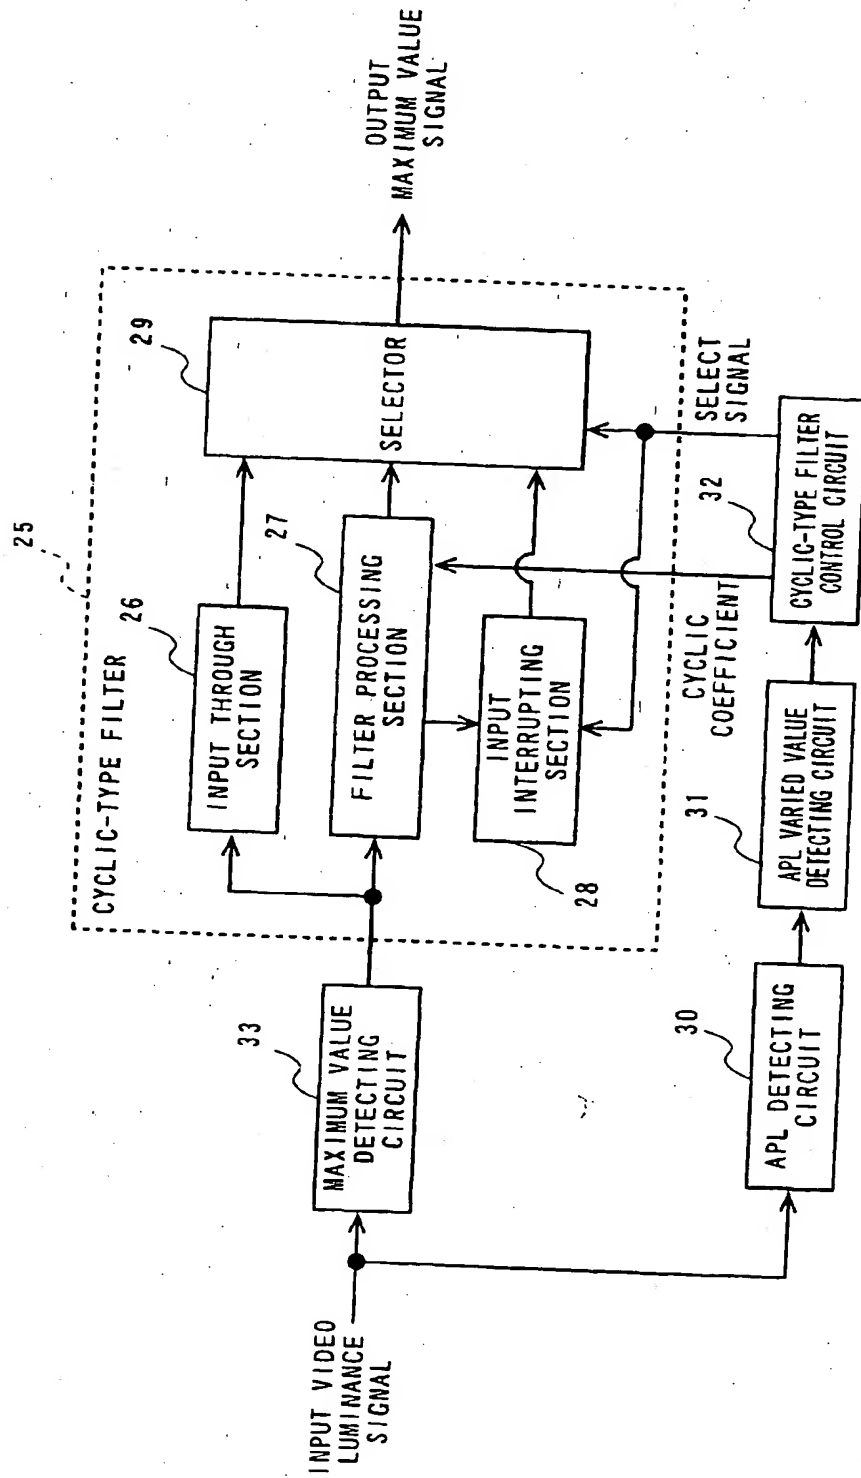 25
CYCLIC-TYPE FILTER
26
INPUT THROUGH
SECTION
27
FILTER PROCESSING
SECTION
INPUT
INTERRUPTING
SECTION
28
29
SELECTOR
OUTPUT
MAXIMUM VALUE
SIGNAL
INPUT VIDEO
LUMINANCE
SIGNAL
33
MAXIMUM VALUE
DETECTING
CIRCUIT
30
APL DETECTING
CIRCUIT
31
APL VARIED VALUE
DETECTING CIRCUIT
CYCLIC
COEFFICIENT
32
CYCLIC-TYPE FILTER
CONTROL CIRCUIT
SELECT
SIGNAL